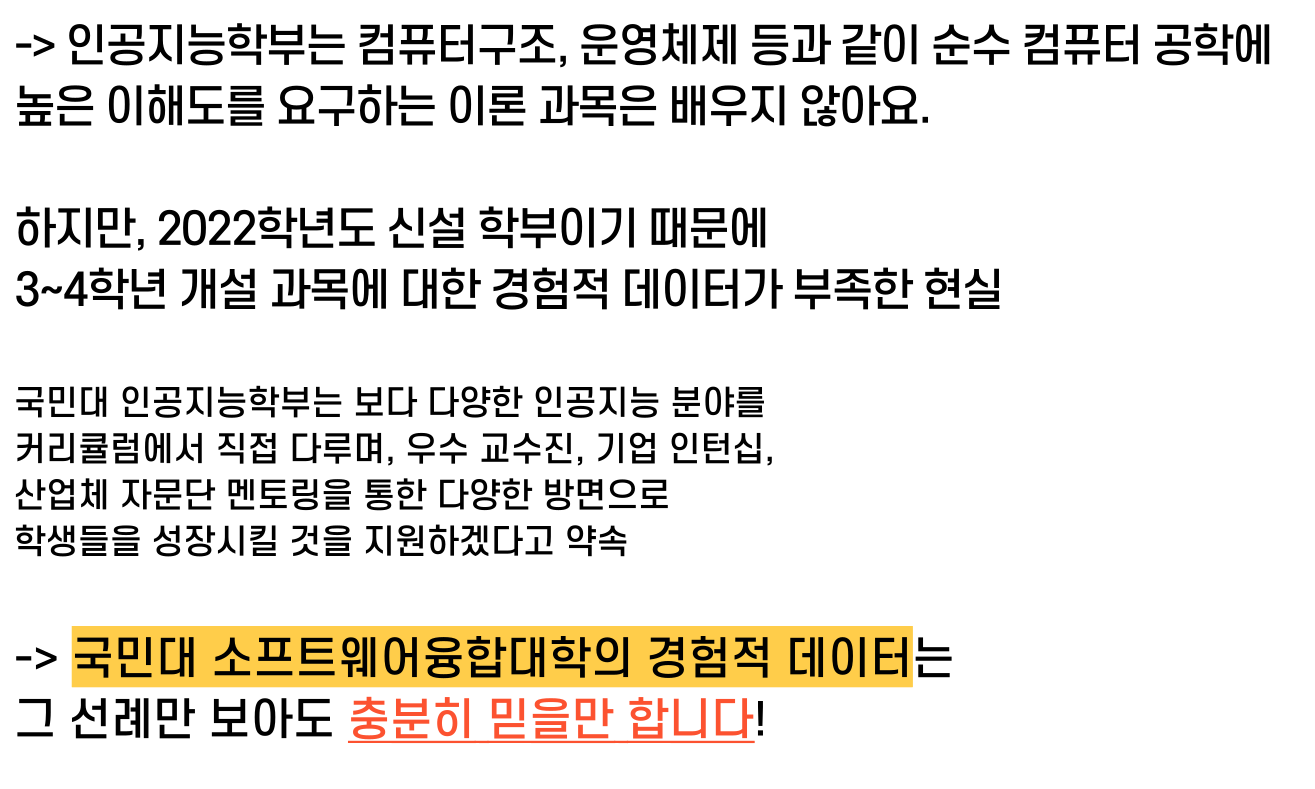 -> 인공지능학부는 컴퓨터구조, 운영체제 등과 같이 순수 컴퓨터 공학에
높은 이해도를 요구하는 이론 과목은 배우지 않아요.
하지만, 2022학년도 신설 학부이기 때문에
3~4학년 개설 과목에 대한 경험적 데이터가 부족한 현실
국민대 인공지능학부는 보다 다양한 인공지능 분야를
커리큘럼에서 직접 다루며, 우수 교수진, 기업 인턴십,
산업체 자문단 멘토링을 통한 다양한 방면으로
학생들을 성장시킬 것을 지원하겠다고 약속
-> 국민대 소프트웨어융합대학의 경험적 데이터는
그 선례만 보아도 충분히 믿을만 합니다!